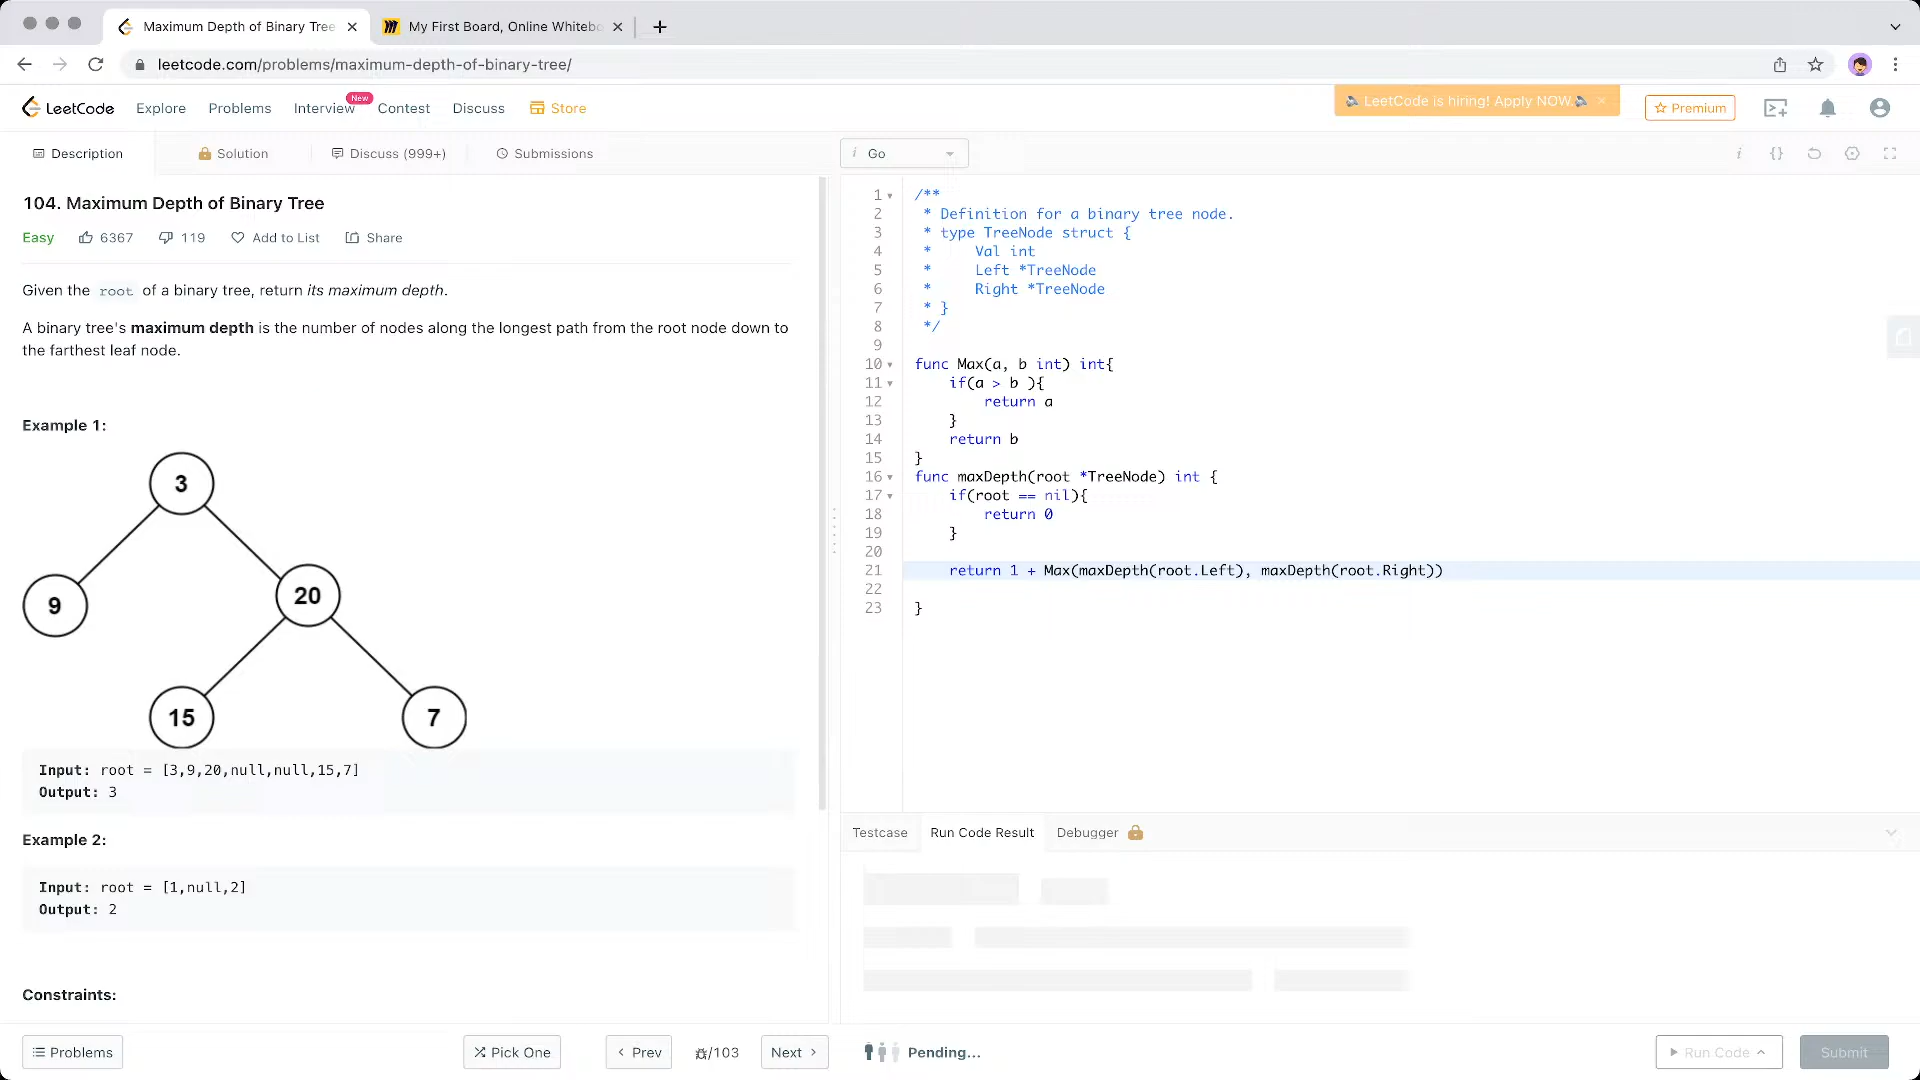 Maximum Depth of Binary Tree
My First Board, Online Whitebo
leetcode.com/problems/maximum-depth-of-binary-tree/
LeetCode
Explore
Problems
Interview
New
Contest
Discuss
Store
LeetCode is hiring! Apply NOW.
Premium
Description
Solution
Discuss (999+)
Submissions
i Go
i {}
104. Maximum Depth of Binary Tree
Easy 6367 119 Add to List Share
Given the root of a binary tree, return its maximum depth.
A binary tree's maximum depth is the number of nodes along the longest path from the root node down to
the farthest leaf node.
Example 1:
3
9
20
15
7
Input: root = [3,9,20,null,null,15,7]
Output: 3
Example 2:
Input: root = [1,null,2]
Output: 2
Constraints:
1 /**
2 * Definition for a binary tree node.
3 * type TreeNode struct {
4 * Val int
5 * Left *TreeNode
6 * Right *TreeNode
7 * }
8 */
9
10 func Max(a, b int) int{
11 if(a > b ){
12 return a
13 }
14 return b
15 }
16 func maxDepth(root *TreeNode) int {
17 if(root == nil){
18 return 0
19 }
20
21 return 1 + Max(maxDepth(root.Left), maxDepth(root.Right))
22
23 }
Testcase
Run Code Result
Debugger
Problems
Pick One
Prev
/103
Next
Pending...
Run Code
Submit